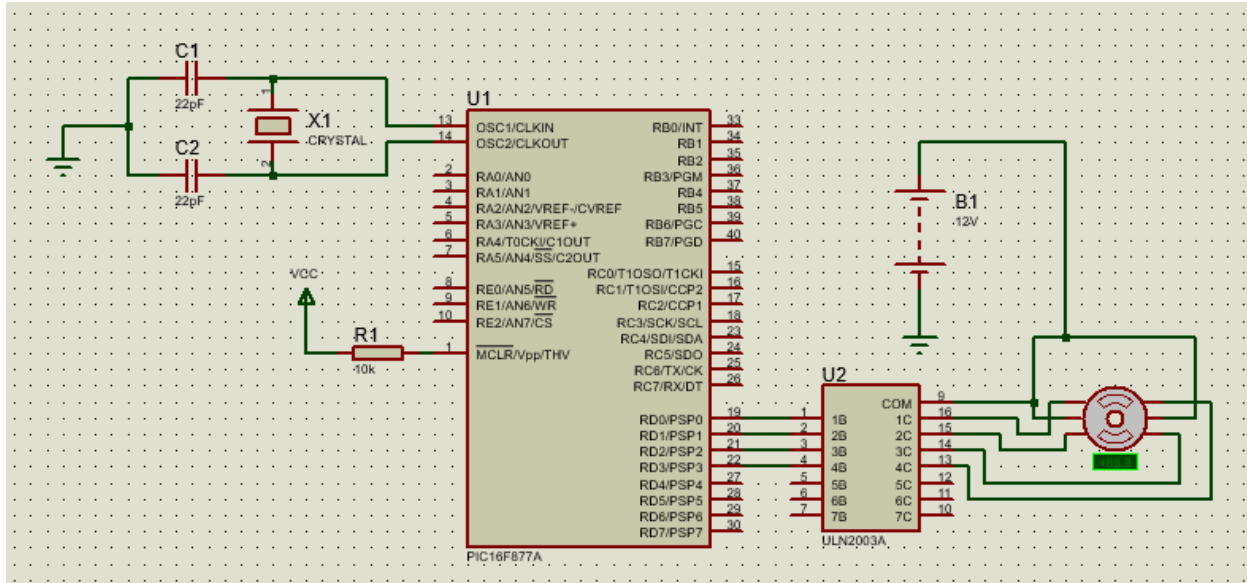 C1
22pF
1
X1
CRYSTAL
2
C2
22pF
VCC
R1
10k
U1
13 OSC1/CLKIN
14 OSC2/CLKOUT
2 RA0/AN0
3 RA1/AN1
4 RA2/AN2/VREF-/CVREF
5 RA3/AN3/VREF+
6 RA4/T0CKI/C1OUT
7 RA5/AN4/SS/C2OUT
8 RE0/AN5/RD
9 RE1/AN6/WR
10 RE2/AN7/CS
1 MCLR/Vpp/THV
RB0/INT 33
RB1 34
RB2 35
RB3/PGM 36
RB4 37
RB5 38
RB6/PGC 39
RB7/PGD 40
RC0/T1OSO/T1CKI 15
RC1/T1OSI/CCP2 16
RC2/CCP1 17
RC3/SCK/SCL 18
RC4/SDI/SDA 23
RC5/SDO 24
RC6/TX/CK 25
RC7/RX/DT 26
RD0/PSP0 19
RD1/PSP1 20
RD2/PSP2 21
RD3/PSP3 22
RD4/PSP4 27
RD5/PSP5 28
RD6/PSP6 29
RD7/PSP7 30
PIC16F877A
B1
12V
U2
COM 9
1 1B 1C 16
2 2B 2C 15
3 3B 3C 14
4 4B 4C 13
5 5B 5C 12
6 6B 6C 11
7 7B 7C 10
ULN2003A